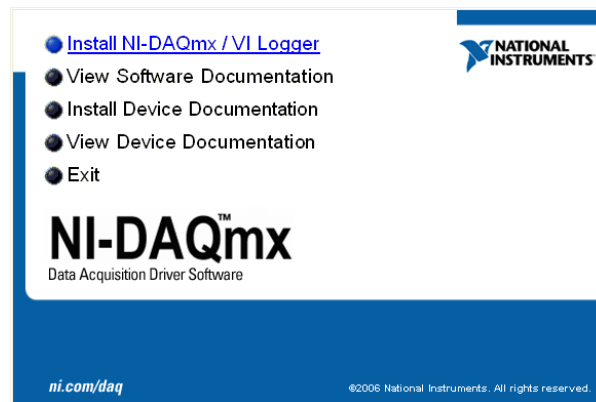 Install NI-DAQmx / VI Logger
View Software Documentation
Install Device Documentation
View Device Documentation
Exit
NATIONAL
INSTRUMENTS
NI-DAQ™mx
Data Acquisition Driver Software
ni.com/daq
©2006 National Instruments. All rights reserved.